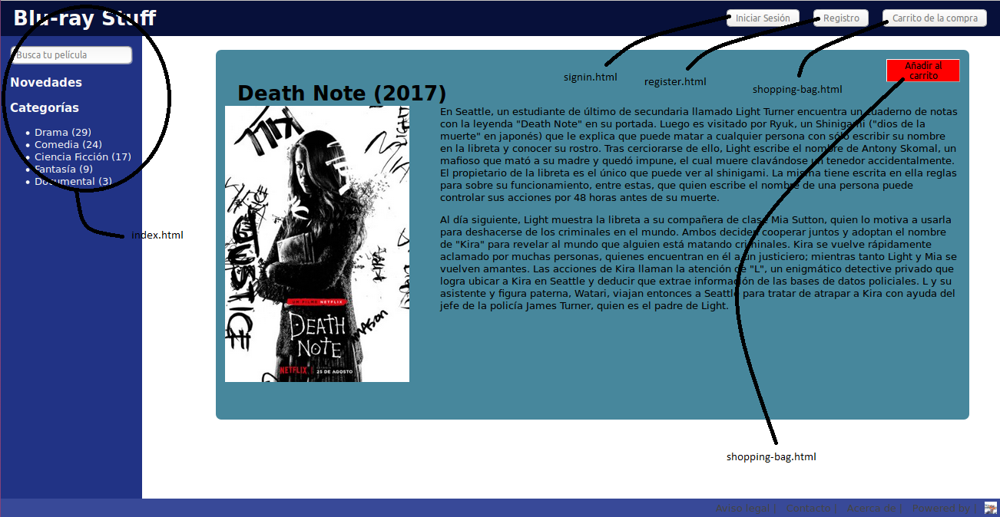 Blu-ray Stuff
Iniciar Sesión
Registro
Carrito de la compra
Busca tu película
Novedades
Categorías
Drama (29)
Comedia (24)
Ciencia Ficción (17)
Fantasía (9)
Documental (3)
index.html
signin.html
register.html
shopping-bag.html
Añadir al
carrito
Death Note (2017)
En Seattle, un estudiante de último de secundaria llamado Light Turner encuentra un cuaderno de notas
con la leyenda "Death Note" en su portada. Luego es visitado por Ryuk, un Shinigami ("dios de la
muerte" en japonés) que le explica que puede matar a cualquier persona con sólo escribir su nombre
en la libreta y conocer su rostro. Tras cerciorarse de ello, Light escribe el nombre de Antony Skomal, un
mafioso que mató a su madre y quedó impune, el cual muere clavándose un tenedor accidentalmente.
El propietario de la libreta es el único que puede ver al shinigami. La misma tiene escrita en ella reglas
para sobre su funcionamiento, entre estas, que quien escribe el nombre de una persona puede
controlar sus acciones por 48 horas antes de su muerte.
Al día siguiente, Light muestra la libreta a su compañera de clase Mia Sutton, quien lo motiva a usarla
para deshacerse de los criminales en el mundo. Ambos deciden cooperar juntos y adoptan el nombre
de "Kira" para revelar al mundo que alguien está matando criminales. Kira se vuelve rápidamente
aclamado por muchas personas, quienes encuentran en él a un justiciero; mientras tanto Light y Mia se
vuelven amantes. Las acciones de Kira llaman la atención de "L", un enigmático detective privado que
logra ubicar a Kira en Seattle y deducir que extrae información de las bases de datos policiales. L y su
asistente y figura paterna, Watari, viajan entonces a Seattle para tratar de atrapar a Kira con ayuda del
jefe de la policía James Turner, quien es el padre de Light.
JUSTICE
KIRA
UN FILME NETFLIX
DEATH
NOTE
NETFLIX
25 DE AGOSTO
shopping-bag.html
Aviso legal | Contacto | Acerca de | Powered by |